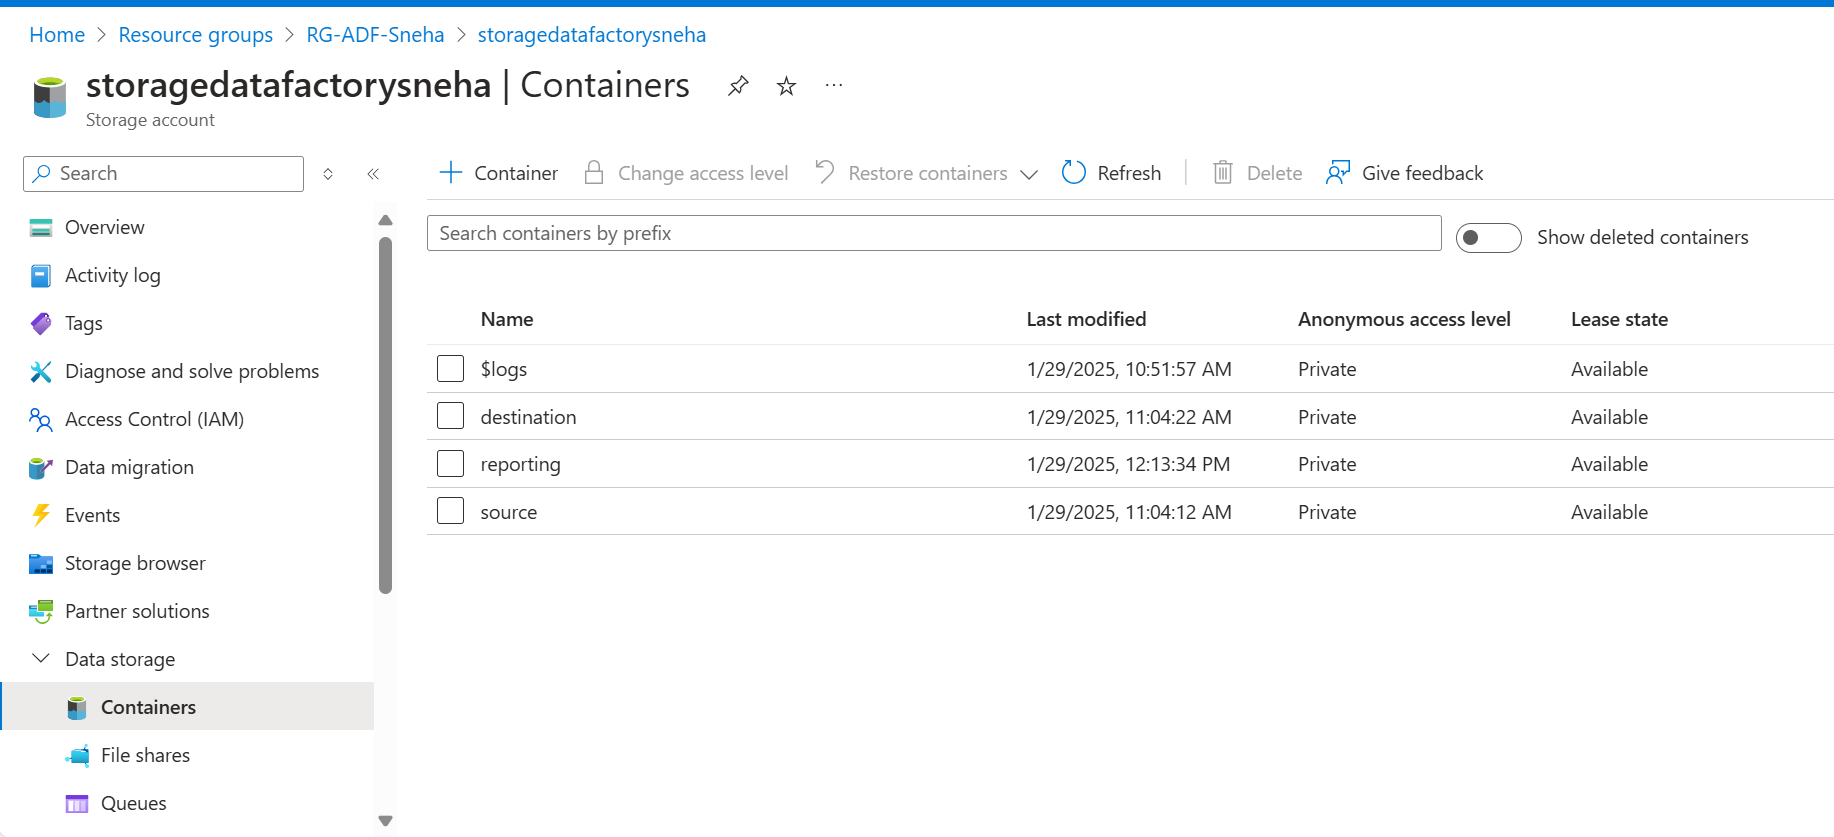 Home > Resource groups > RG-ADF-Sneha > storagedatafactorysneha
storagedatafactorysneha | Containers
Storage account
Search
Container Change access level Restore containers Refresh Delete Give feedback
Search containers by prefix
Show deleted containers
Overview
Activity log
Tags
Diagnose and solve problems
Access Control (IAM)
Data migration
Events
Storage browser
Partner solutions
Data storage
Containers
File shares
Queues
Name Last modified Anonymous access level Lease state
$logs 1/29/2025, 10:51:57 AM Private Available
destination 1/29/2025, 11:04:22 AM Private Available
reporting 1/29/2025, 12:13:34 PM Private Available
source 1/29/2025, 11:04:12 AM Private Available